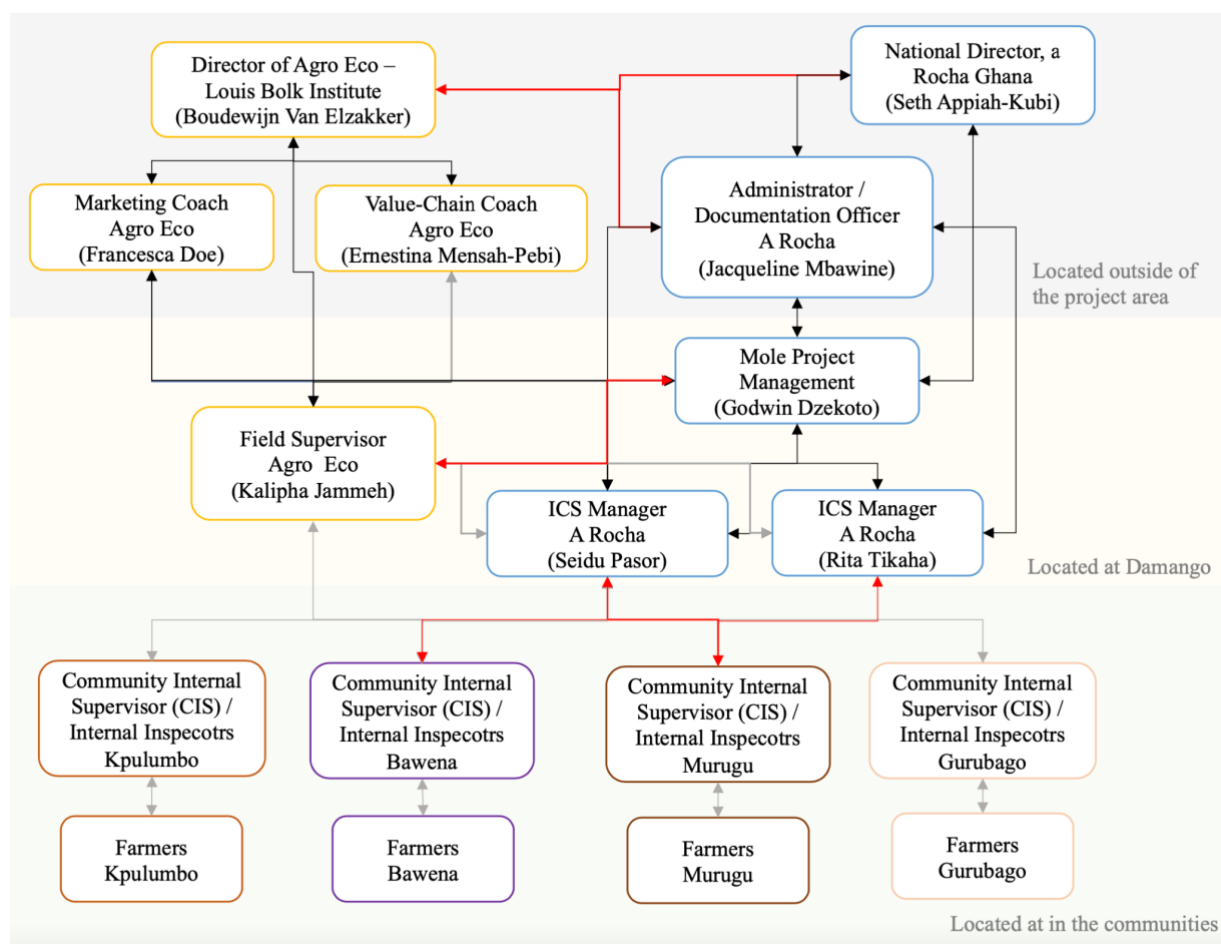 Director of Agro Eco –
Louis Bolk Institute
(Boudewijn Van Elzakker)
National Director, a
Rocha Ghana
(Seth Appiah-Kubi)
Marketing Coach
Agro Eco
(Francesca Doe)
Value-Chain Coach
Agro Eco
(Ernestina Mensah-Pebi)
Administrator /
Documentation Officer
A Rocha
(Jacqueline Mbawine)
Located outside of
the project area
Mole Project
Management
(Godwin Dzekoto)
Field Supervisor
Agro Eco
(Kalipha Jammeh)
ICS Manager
A Rocha
(Seidu Pasor)
ICS Manager
A Rocha
(Rita Tikaha)
Located at Damango
Community Internal
Supervisor (CIS) /
Internal Inspecotrs
Kpulumbo
Community Internal
Supervisor (CIS) /
Internal Inspecotrs
Bawena
Community Internal
Supervisor (CIS) /
Internal Inspecotrs
Murugu
Community Internal
Supervisor (CIS) /
Internal Inspecotrs
Gurubago
Farmers
Kpulumbo
Farmers
Bawena
Farmers
Murugu
Farmers
Gurubago
Located at in the communities